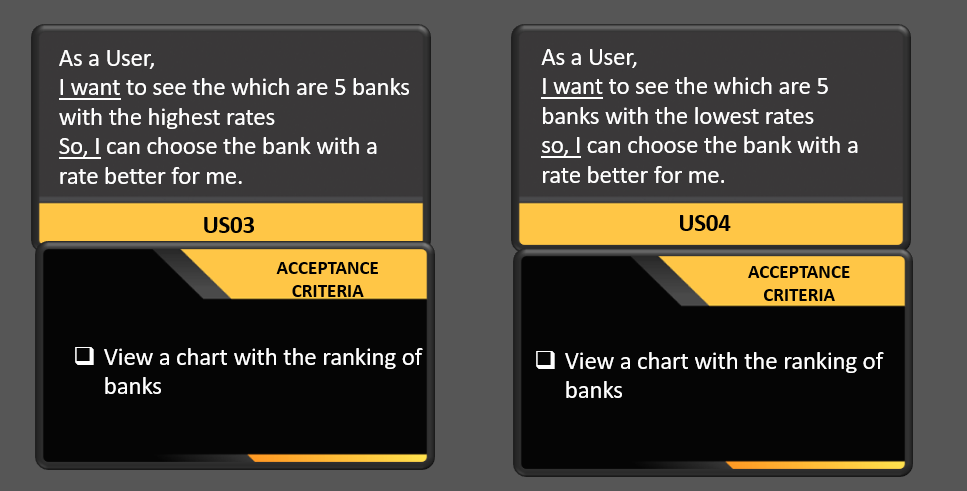 As a User,
I want to see the which are 5 banks
with the highest rates
So, I can choose the bank with a
rate better for me.
US03
ACCEPTANCE
CRITERIA
❑ View a chart with the ranking of
banks
As a User,
I want to see the which are 5
banks with the lowest rates
so, I can choose the bank with a
rate better for me.
US04
ACCEPTANCE
CRITERIA
❑ View a chart with the ranking of
banks